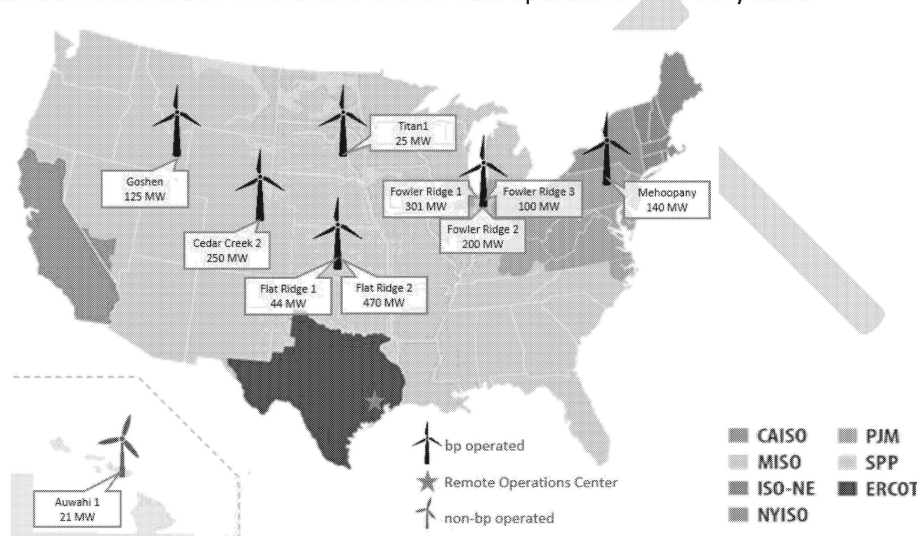 Titan1
25 MW
Goshen
125 MW
Fowler Ridge 1
301 MW
Fowler Ridge 3
100 MW
Mehoopany
140 MW
Fowler Ridge 2
200 MW
Cedar Creek 2
250 MW
Flat Ridge 1
44 MW
Flat Ridge 2
470 MW
Auwahi 1
21 MW
bp operated
Remote Operations Center
non-bp operated
CAISO
MISO
ISO-NE
NYISO
PJM
SPP
ERCOT